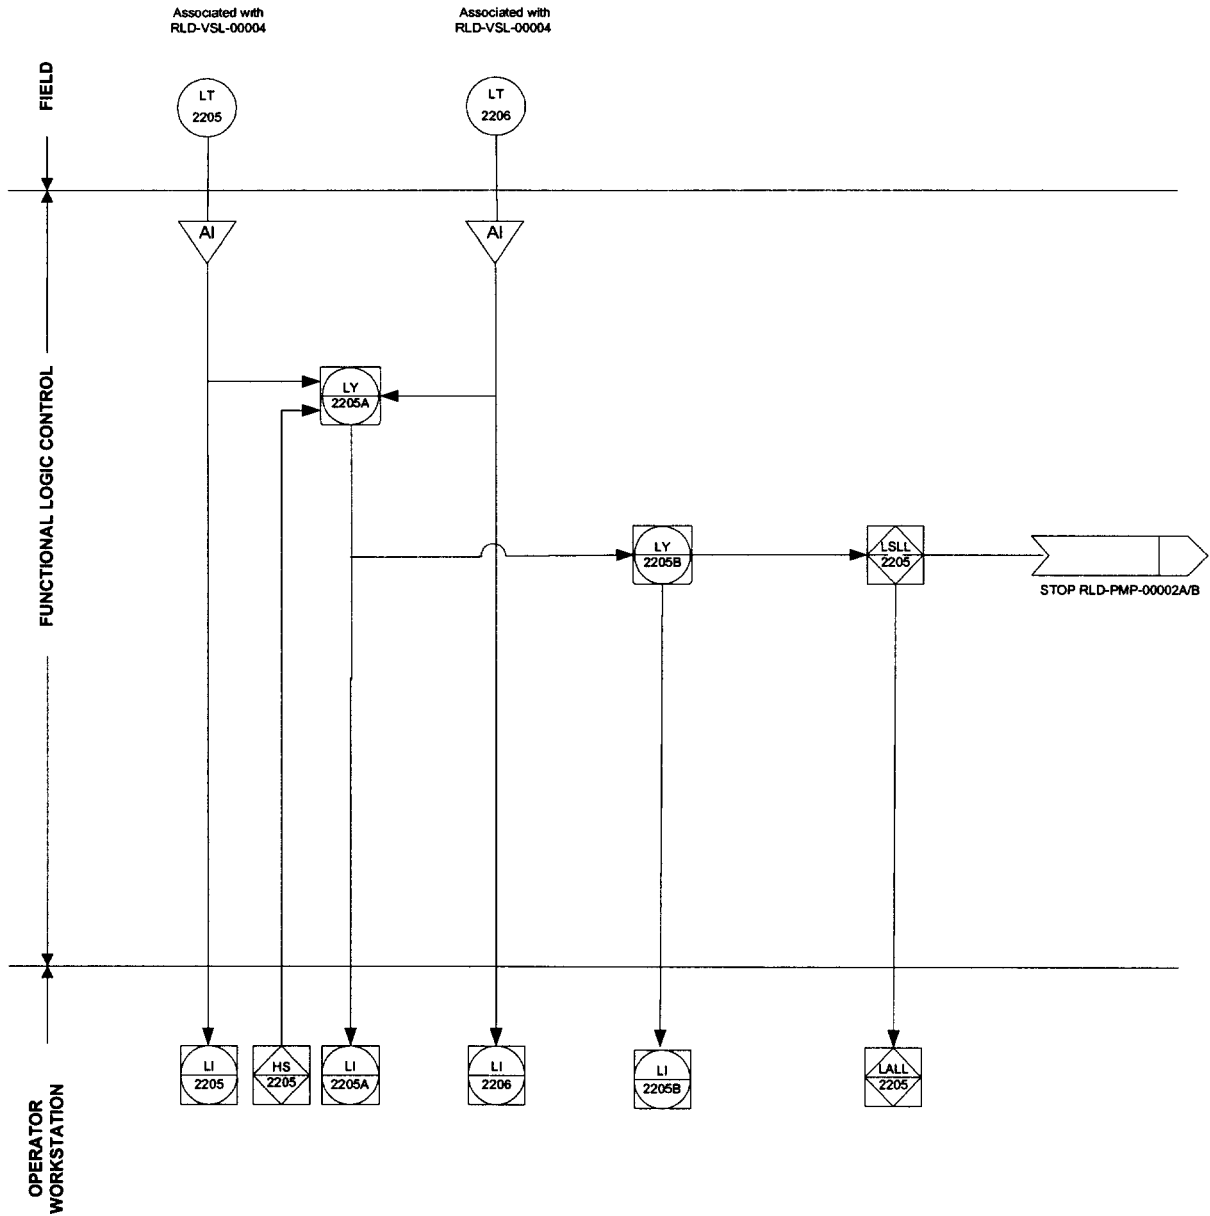 Associated with
RLD-VSL-00004
Associated with
RLD-VSL-00004
FIELD
LT
2205
LT
2206
AI
AI
FUNCTIONAL LOGIC CONTROL
LY
2205A
LY
2205B
LSLL
2205
STOP RLD-PMP-00002A/B
OPERATOR
WORKSTATION
LI
2205
HS
2205
LI
2205A
LI
2206
LI
2205B
LALL
2205